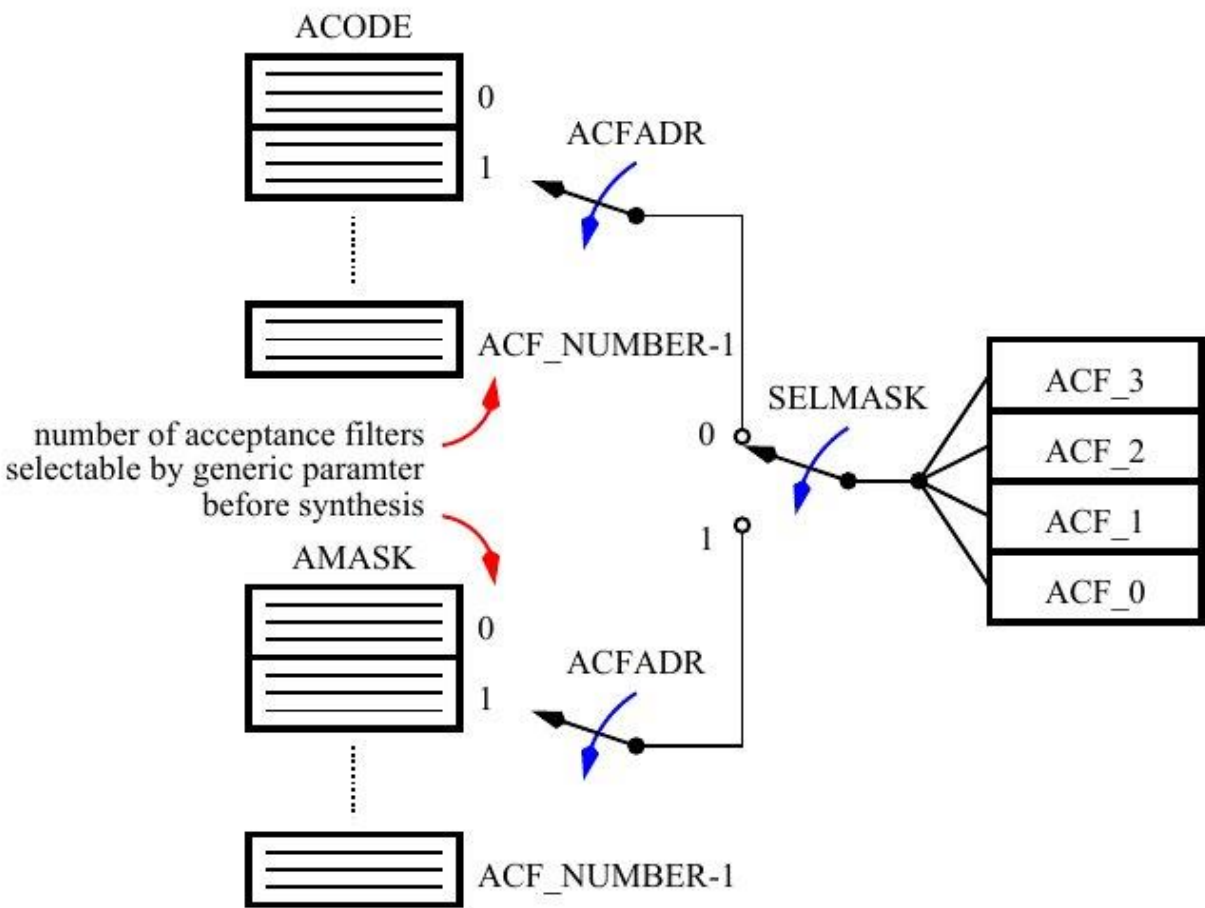 ACODE
0
1
ACFADR
ACF_NUMBER-1
number of acceptance filters
selectable by generic paramter
before synthesis
SELMASK
0
1
ACF_3
ACF_2
ACF_1
ACF_0
AMASK
0
1
ACFADR
ACF_NUMBER-1